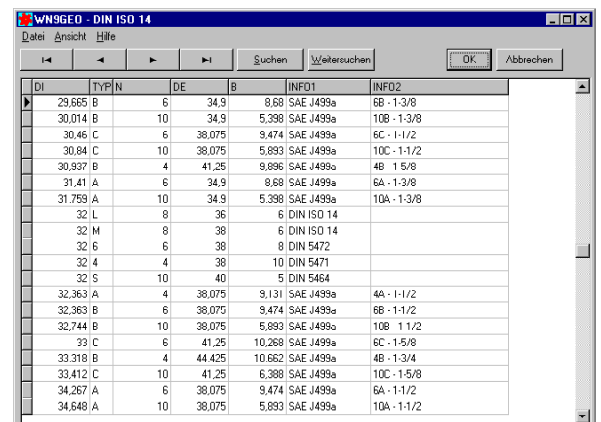 WN9GEO - DIN ISO 14
Datei Ansicht Hilfe
Suchen Weitersuchen OK Abbrechen
DI TYP N DE B INFO1 INFO2
29,665 B 6 34,9 8,68 SAE J499a 6B - 1-3/8
30,014 B 10 34,9 5,398 SAE J499a 10B - 1-3/8
30,46 C 6 38,075 9,474 SAE J499a 6C - 1-1/2
30,84 C 10 38,075 5,893 SAE J499a 10C - 1-1/2
30,937 B 4 41,25 9,896 SAE J499a 4B 1 5/8
31,41 A 6 34,9 8,68 SAE J499a 6A - 1-3/8
31.759 A 10 34.9 5.398 SAE J499a 10A - 1-3/8
32 L 8 36 6 DIN ISO 14
32 M 8 38 6 DIN ISO 14
32 6 6 38 8 DIN 5472
32 4 4 38 10 DIN 5471
32 S 10 40 5 DIN 5464
32,363 A 4 38,075 9,131 SAE J499a 4A - 1-1/2
32,363 B 6 38,075 9,474 SAE J499a 6B - 1-1/2
32,744 B 10 38,075 5,893 SAE J499a 10B 1 1/2
33 C 6 41,25 10,268 SAE J499a 6C - 1-5/8
33.318 B 4 44.425 10.662 SAE J499a 4B - 1-3/4
33,412 C 10 41,25 6,388 SAE J499a 10C - 1-5/8
34,267 A 6 38,075 9,474 SAE J499a 6A - 1-1/2
34,648 A 10 38,075 5,893 SAE J499a 10A - 1-1/2